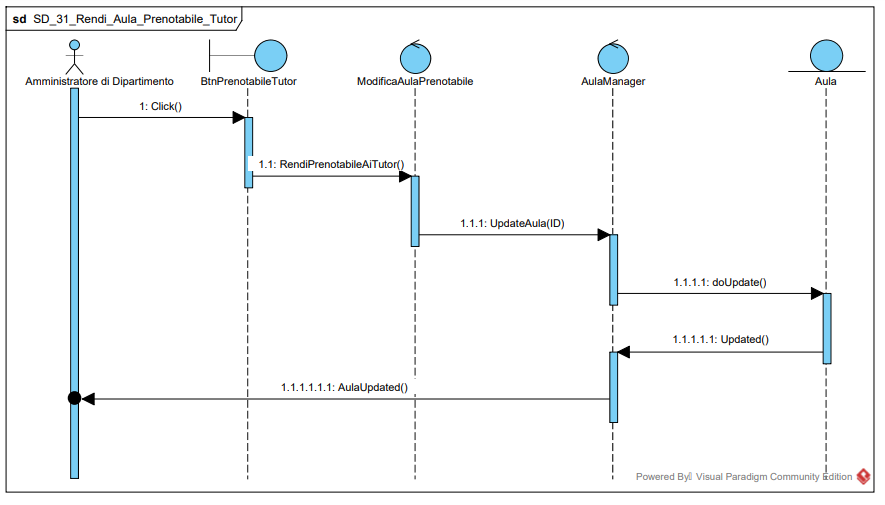 sd SD_31_Rendi_Aula_Prenotabile_Tutor
Amministratore di Dipartimento
BtnPrenotabileTutor
ModificaAulaPrenotabile
AulaManager
Aula
1: Click()
1.1: RendiPrenotabileAiTutor()
1.1.1: UpdateAula(ID)
1.1.1.1: doUpdate()
1.1.1.1.1: Updated()
1.1.1.1.1.1: AulaUpdated()
Powered By Visual Paradigm Community Edition